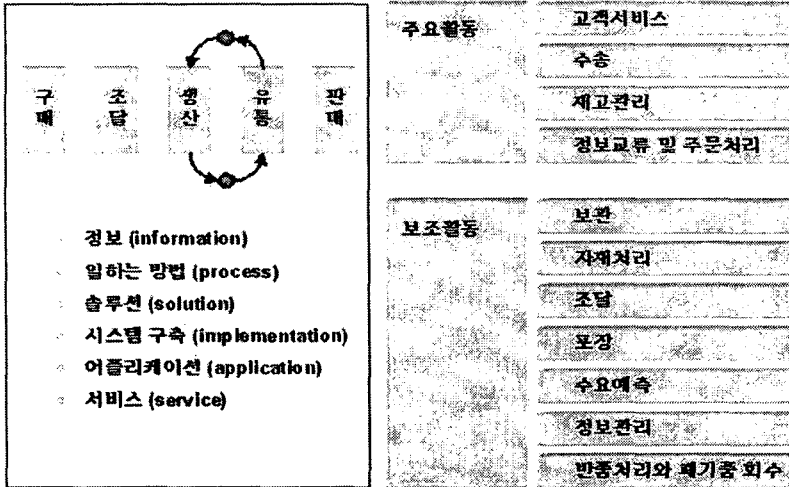 구매
조달
생산
유통
판매
정보 (information)
일하는 방법 (process)
솔루션 (solution)
시스템 구축 (implementation)
어플리케이션 (application)
서비스 (service)
주요활동
고객서비스
수송
재고관리
정보교류 및 주문처리
보조활동
보관
자재처리
조달
포장
수요예측
정보관리
반품처리와 폐기품 회수